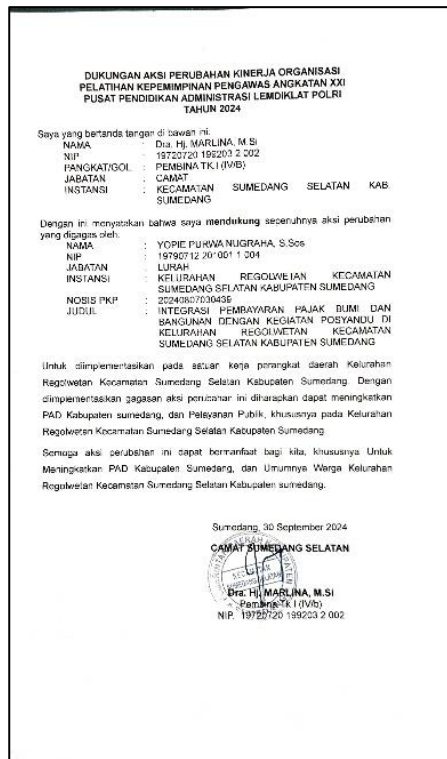 DUKUNGAN AKSI PERUBAHAN KINERJA ORGANISASI
PELATIHAN KEPEMIMPINAN PENGAWAS ANGKATAN XXI
PUSAT PENDIDIKAN ADMINISTRASI LEMDIKLAT POLRI
TAHUN 2024
Saya yang bertanda tangan di bawah ini.
NAMA : Dra. Hj. MARLINA, M.Si
NIP : 19720720 199203 2 002
PANGKAT/GOL : PEMBINA TK.I (IV/B)
JABATAN : CAMAT
INSTANSI : KECAMATAN SUMEDANG SELATAN KAB.
SUMEDANG
Dengan ini menyatakan bahwa saya mendukung sepenuhnya aksi perubahan
yang digagas oleh.
NAMA : YOPIE PURWA NUGRAHA, S.Sos
NIP : 19790712 201001 1 004
JABATAN : LURAH
INSTANSI : KELURAHAN REGOLWETAN KECAMATAN
SUMEDANG SELATAN KABUPATEN SUMEDANG
NOSIS PKP : 20240807030439
JUDUL : INTEGRASI PEMBAYARAN PAJAK BUMI DAN
BANGUNAN DENGAN KEGIATAN POSYANDU DI
KELURAHAN REGOLWETAN KECAMATAN
SUMEDANG SELATAN KABUPATEN SUMEDANG
Untuk diimplementasikan pada satuan kerja perangkat daerah Kelurahan
Regolwetan Kecamatan Sumedang Selatan Kabupaten Sumedang. Dengan
diimplementasikan gagasan aksi perubahan ini diharapkan dapat meningkatkan
PAD Kabupaten sumedang, dan Pelayanan Publik, khususnya pada Kelurahan
Regolwetan Kecamatan Sumedang Selatan Kabupaten Sumedang
Semoga aksi perubahan ini dapat bermanfaat bagi kita, khususnya Untuk
Meningkatkan PAD Kabupaten Sumedang, dan Umumnya Warga Kelurahan
Regolwetan Kecamatan Sumedang Selatan Kabupaten sumedang.
Sumedang, 30 September 2024
CAMAT SUMEDANG SELATAN
Dra. Hj. MARLINA, M.Si
Pembina Tk I (IV/b)
NIP. 19720720 199203 2 002